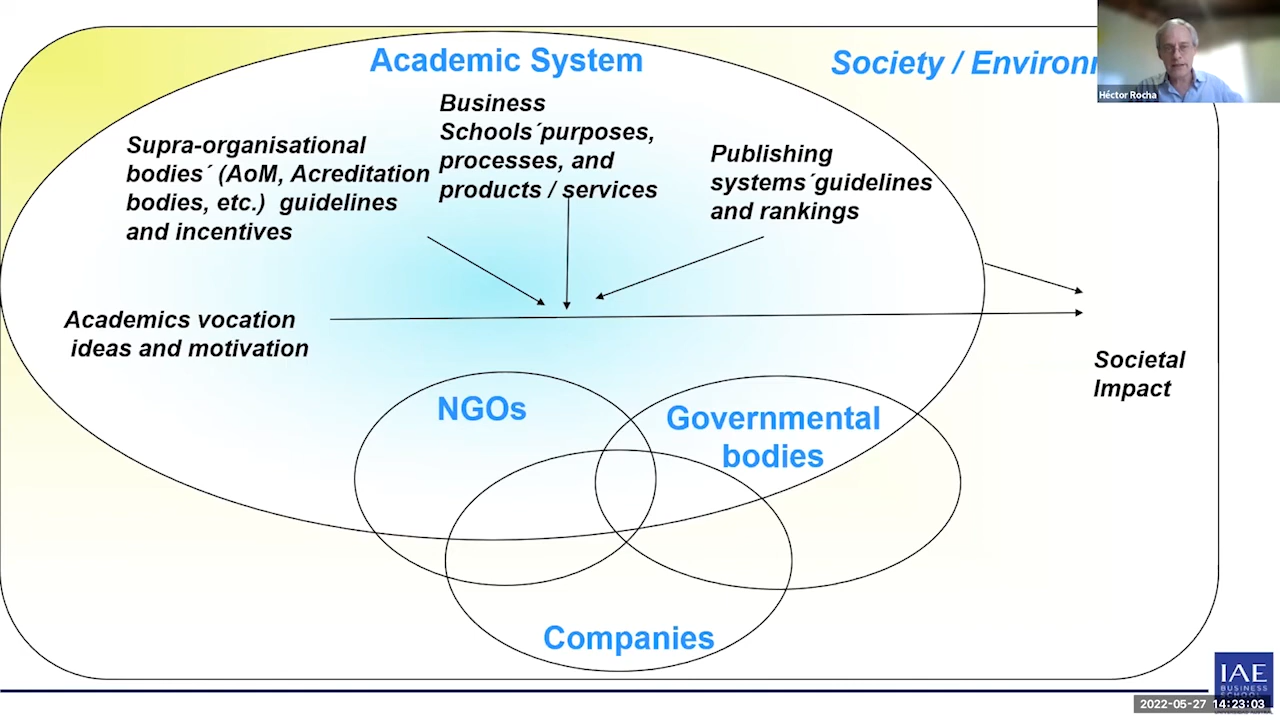 Academic System
Society / Environ
Héctor Rocha
Business
Schools´purposes,
processes, and
products / services
Supra-organisational
bodies´ (AoM, Acreditation
bodies, etc.) guidelines
and incentives
Publishing
systems´guidelines
and rankings
Academics vocation
ideas and motivation
Societal
Impact
NGOs
Governmental
bodies
Companies
IAE
BUSINESS
SCHOOL
2022-05-27 14:23:03